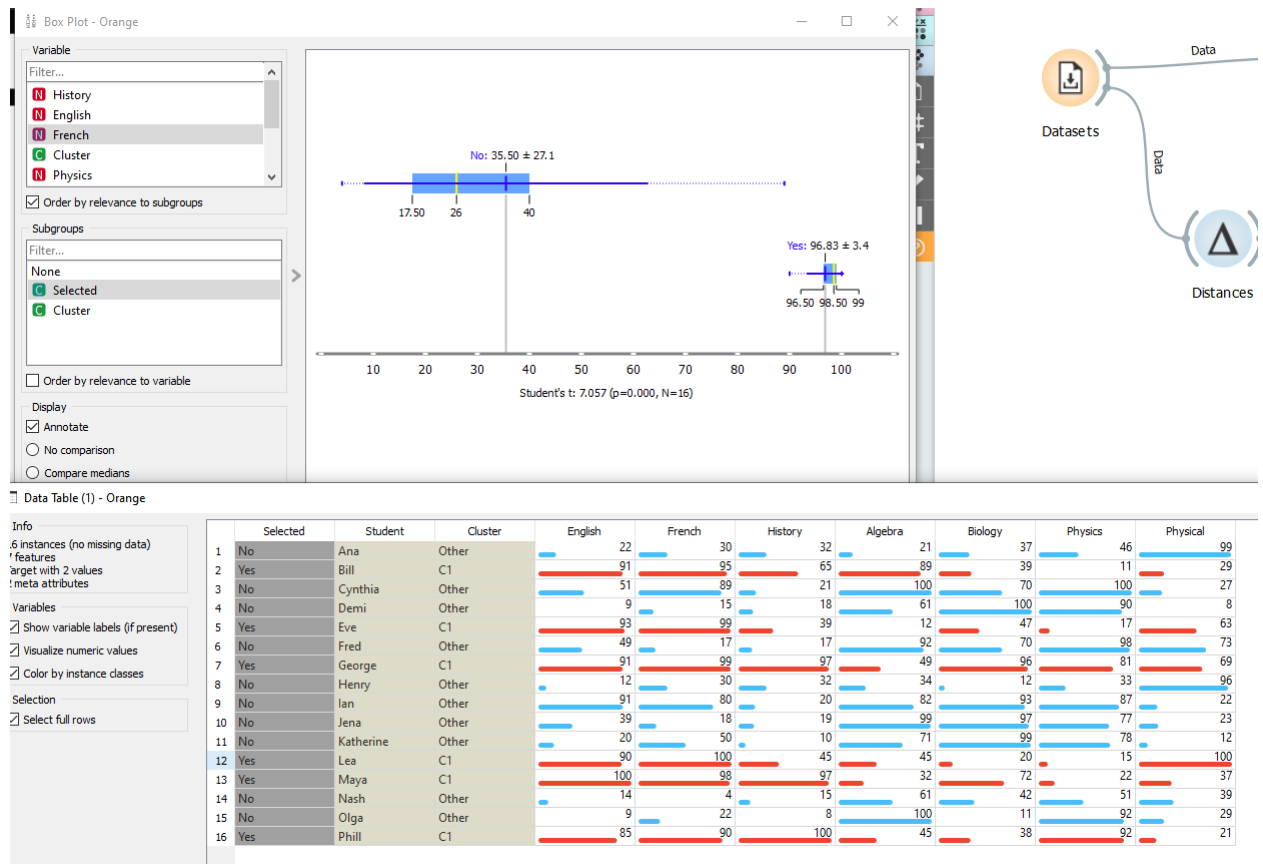 Box Plot - Orange
Variable
Filter...
N History
N English
N French
C Cluster
N Physics
Order by relevance to subgroups
Subgroups
Filter...
None
C Selected
C Cluster
Order by relevance to variable
Display
Annotate
No comparison
Compare medians
No: 35.50 ± 27.1
17.50 26 40
Yes: 96.83 ± 3.4
96.50 98.50 99
10 20 30 40 50 60 70 80 90 100
Student's t: 7.057 (p=0.000, N=16)
Data
Datasets
Data
Distances
Data Table (1) - Orange
Info
6 instances (no missing data)
features
arget with 2 values
meta attributes
Variables
Show variable labels (if present)
Visualize numeric values
Color by instance classes
Selection
Select full rows
Selected Student Cluster English French History Algebra Biology Physics Physical
1 No Ana Other 22 30 32 21 37 46 99
2 Yes Bill C1 91 95 65 89 39 11 29
3 No Cynthia Other 51 89 21 100 70 100 27
4 No Demi Other 9 15 18 61 100 90 8
5 Yes Eve C1 93 99 39 12 47 17 63
6 No Fred Other 49 17 17 92 70 98 73
7 Yes George C1 91 99 97 49 96 81 69
8 No Henry Other 12 30 32 34 12 33 96
9 No Ian Other 91 80 20 82 93 87 22
10 No Jena Other 39 18 19 99 97 77 23
11 No Katherine Other 20 50 10 71 99 78 12
12 Yes Lea C1 90 100 45 45 20 15 100
13 Yes Maya C1 100 98 97 32 72 22 37
14 No Nash Other 14 4 15 61 42 51 39
15 No Olga Other 9 22 8 100 11 92 29
16 Yes Phill C1 85 90 100 45 38 92 21